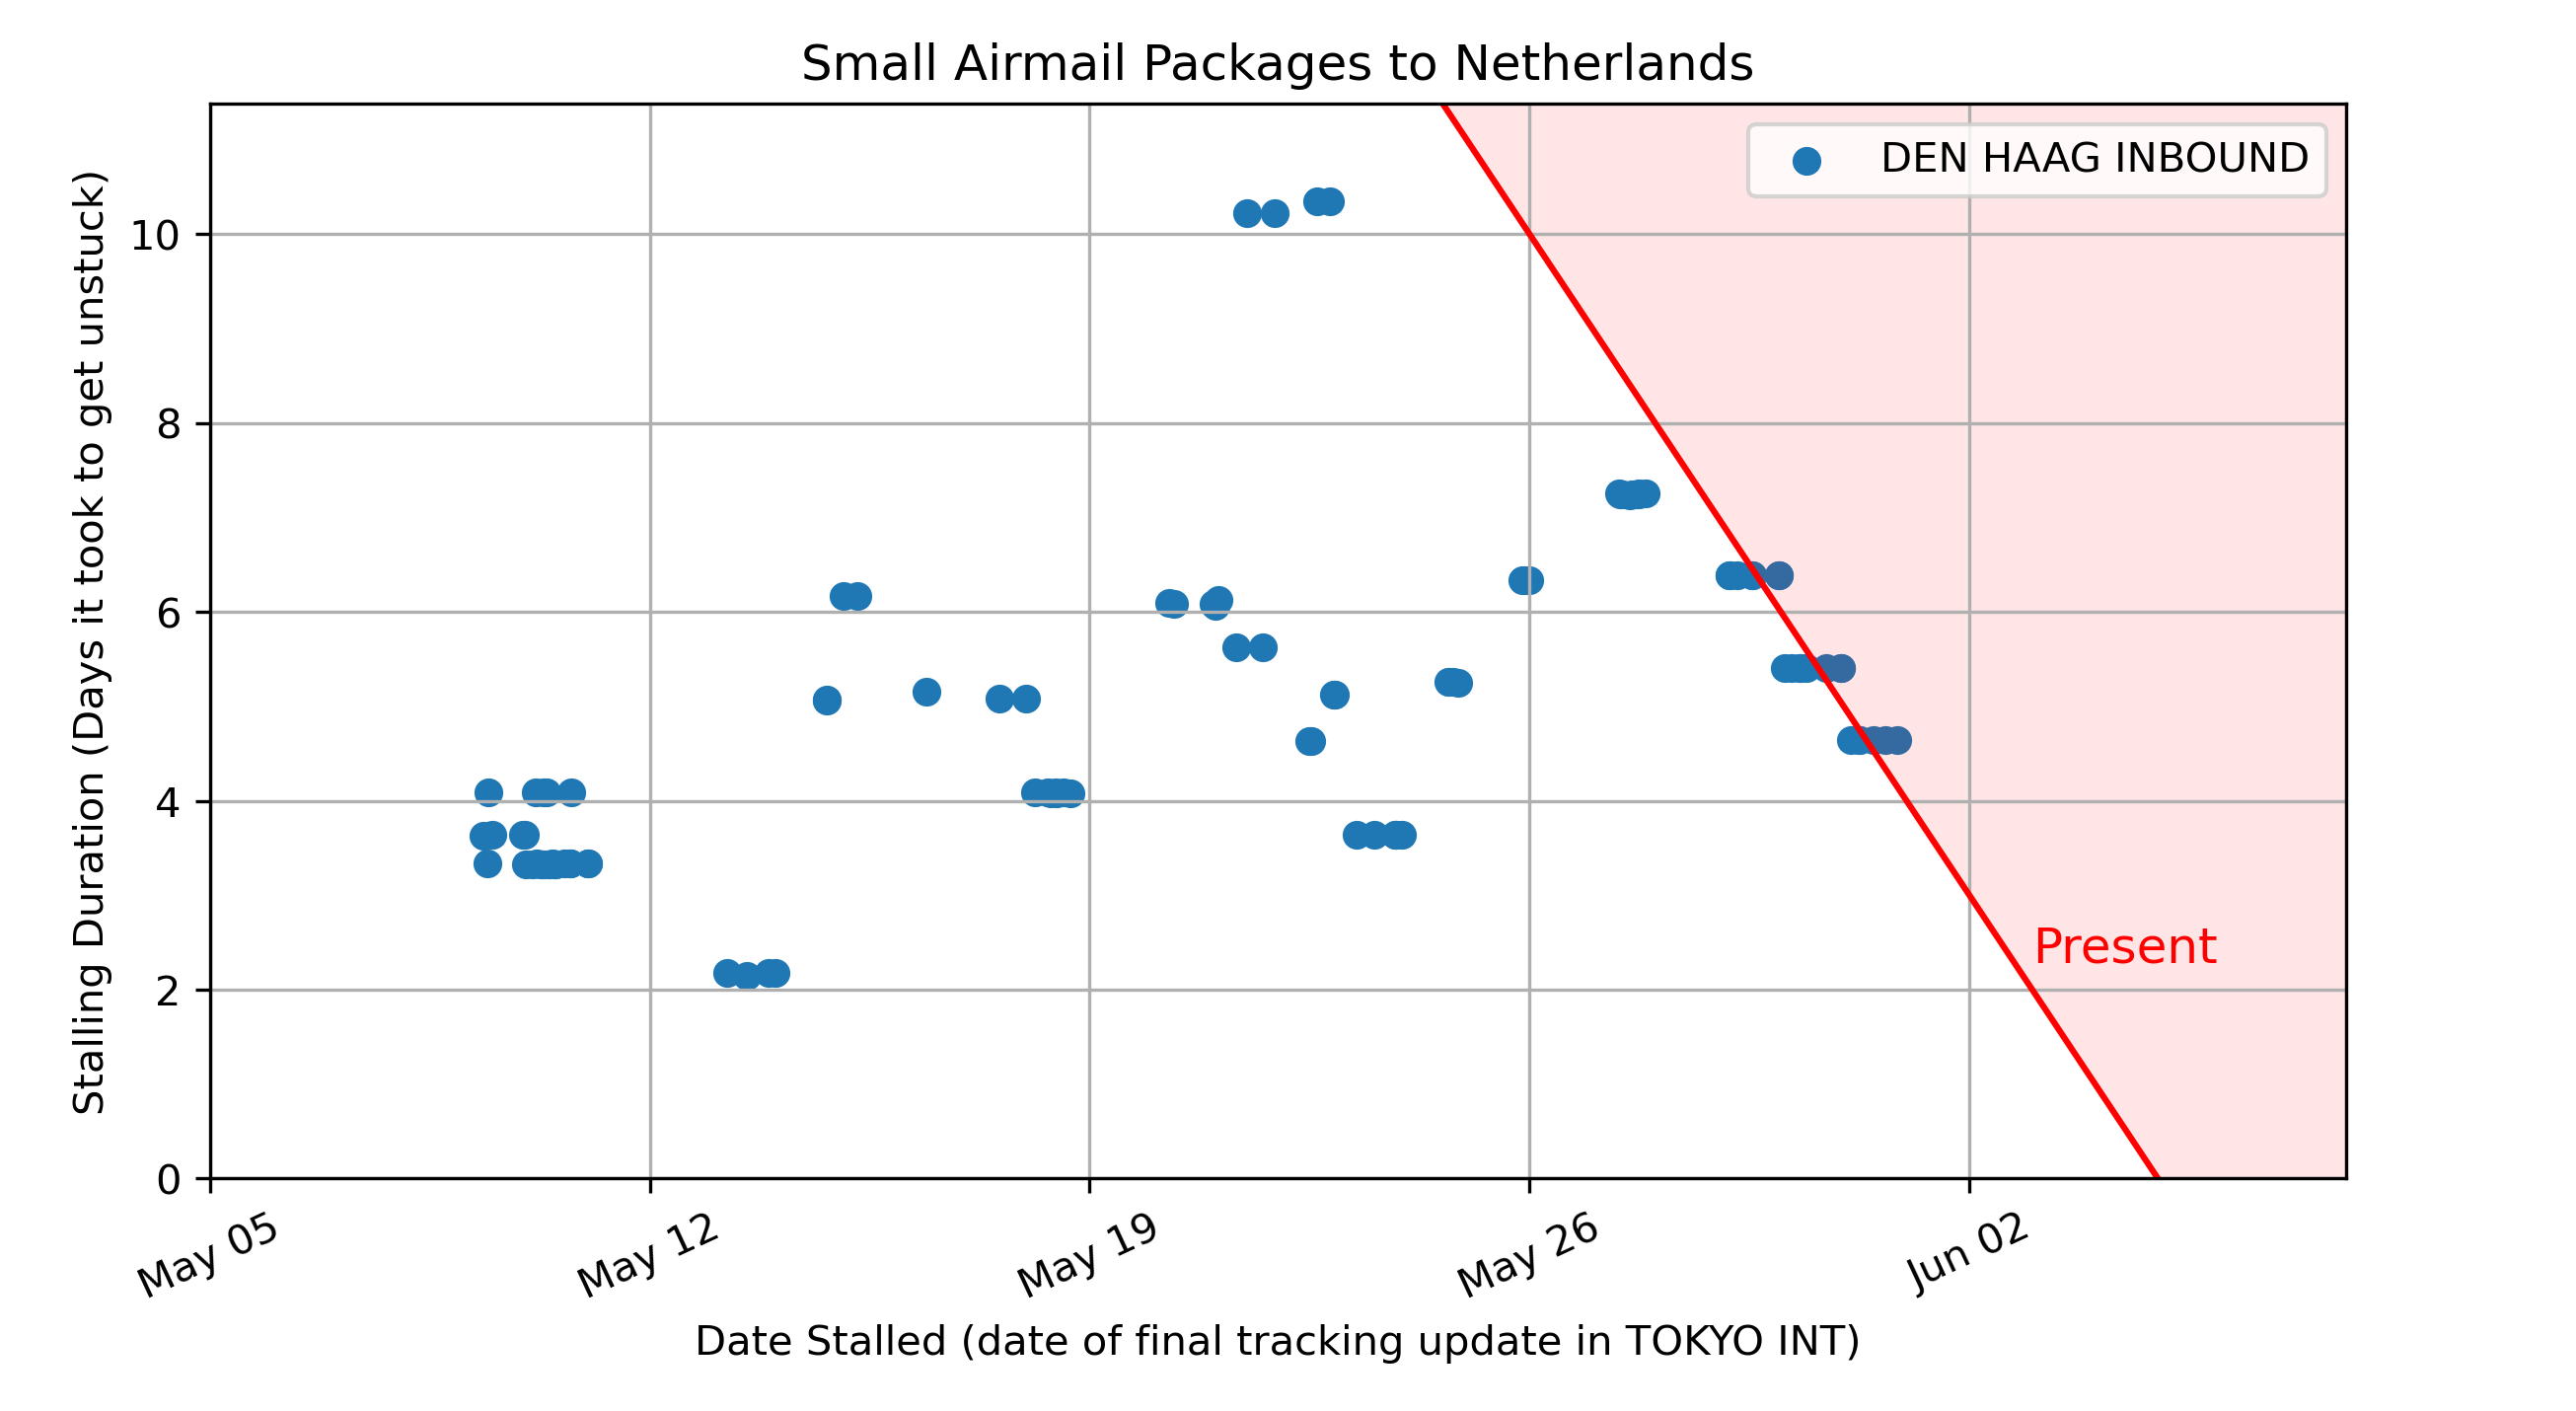 Small Airmail Packages to Netherlands
DEN HAAG INBOUND
Stalling Duration (Days it took to get unstuck)
10
8
6
4
2
0
Present
May 05
May 12
May 19
May 26
Jun 02
Date Stalled (date of final tracking update in TOKYO INT)